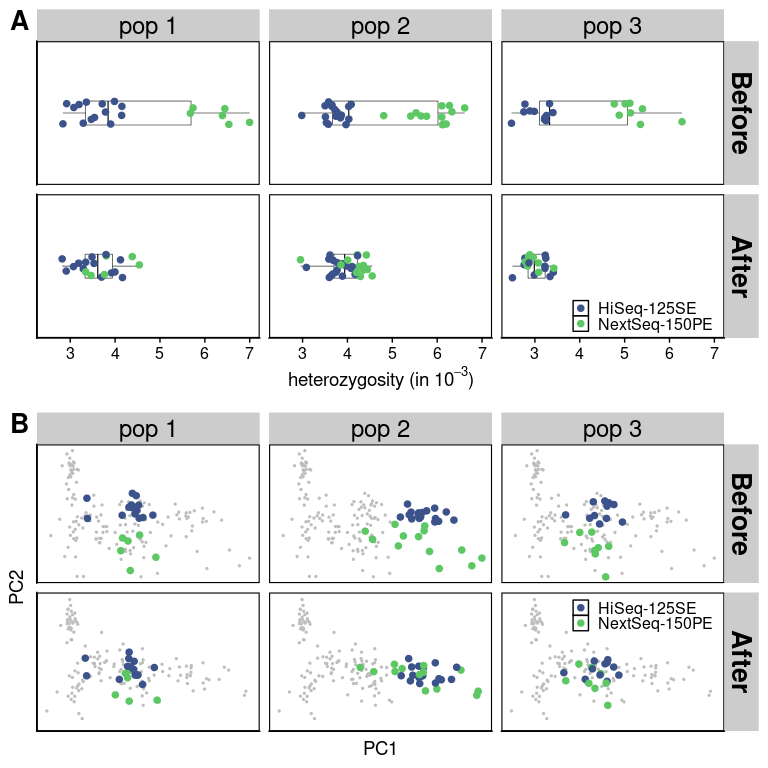 A
pop 1 pop 2 pop 3
Before
After
HiSeq-125SE
NextSeq-150PE
3 4 5 6 7 3 4 5 6 7 3 4 5 6 7
heterozygosity (in 10⁻³)
B
pop 1 pop 2 pop 3
Before
PC2
After
HiSeq-125SE
NextSeq-150PE
PC1